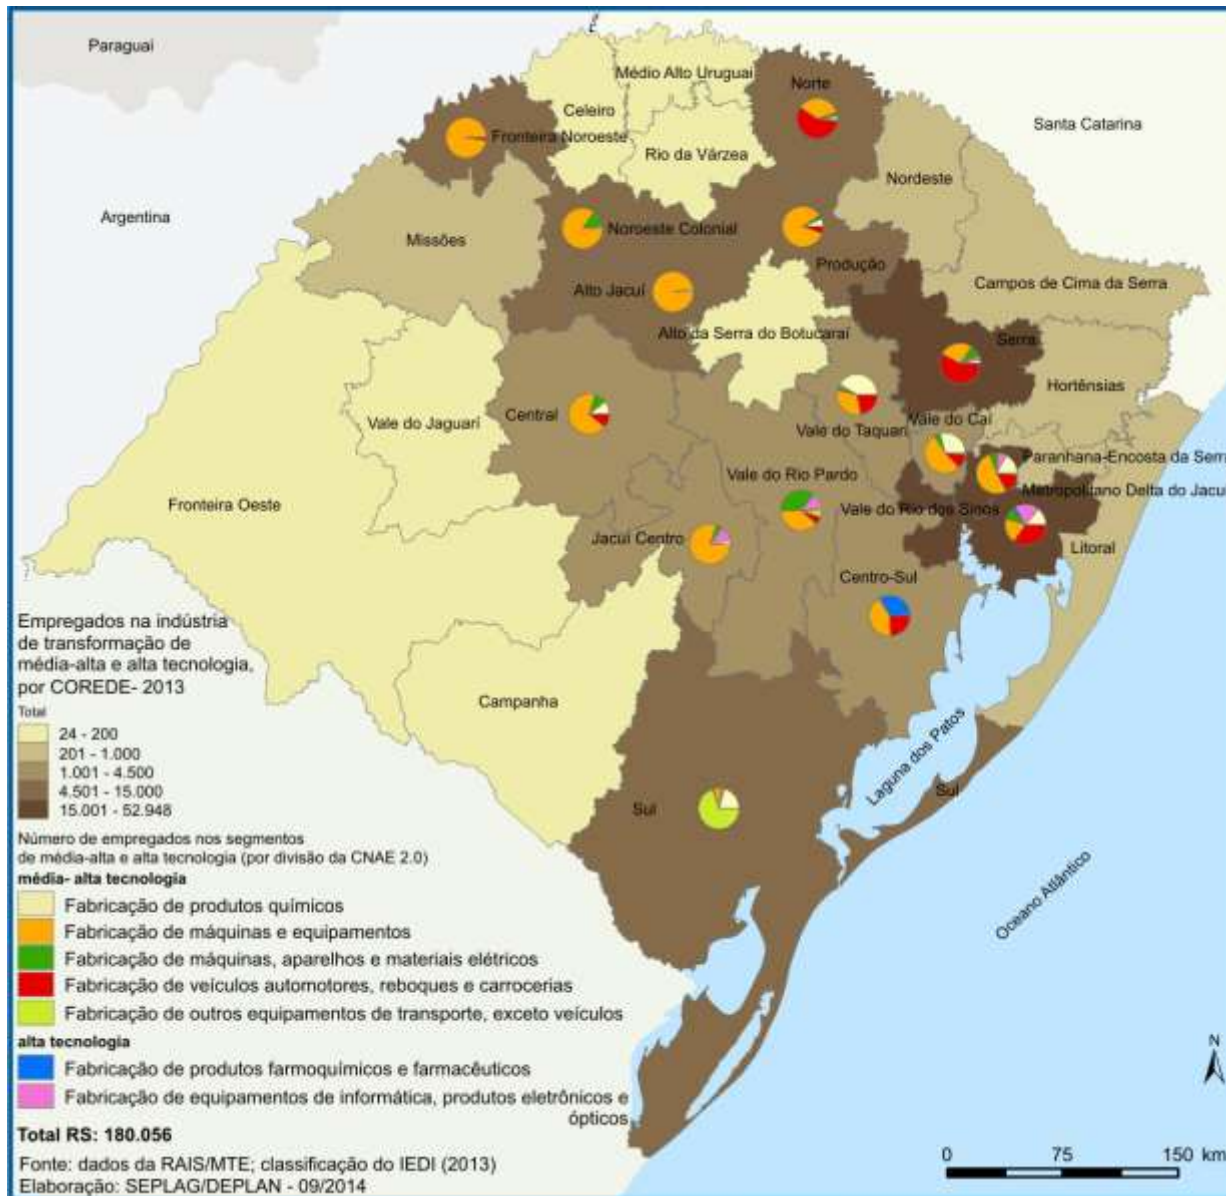 Paraguai
Médio Alto Uruguai
Norte
Celeiro
Santa Catarina
Fronteira Noroeste
Rio da Várzea
Nordeste
Argentina
Noroeste Colonial
Missões
Produção
Campos de Cima da Serra
Alto Jacuí
Alto da Serra do Botucaraí
Serra
Hortênsias
Central
Vale do Jaguarí
Vale do Caí
Vale do Taquari
Paranhana-Encosta da Serra
Vale do Rio Pardo
Metropolitano Delta do Jacuí
Fronteira Oeste
Vale do Rio dos Sinos
Jacuí Centro
Litoral
Centro-Sul
Campanha
Laguna dos Patos
Sul
Sul
Oceano Atlântico
Empregados na indústria
de transformação de
média-alta e alta tecnologia,
por COREDE- 2013
Total
24 - 200
201 - 1.000
1.001 - 4.500
4.501 - 15.000
15.001 - 52.948
Número de empregados nos segmentos
de média-alta e alta tecnologia (por divisão da CNAE 2.0)
média- alta tecnologia
Fabricação de produtos químicos
Fabricação de máquinas e equipamentos
Fabricação de máquinas, aparelhos e materiais elétricos
Fabricação de veículos automotores, reboques e carrocerias
Fabricação de outros equipamentos de transporte, exceto veículos
alta tecnologia
Fabricação de produtos farmoquímicos e farmacêuticos
Fabricação de equipamentos de informática, produtos eletrônicos e
ópticos
Total RS: 180.056
Fonte: dados da RAIS/MTE; classificação do IEDI (2013)
Elaboração: SEPLAG/DEPLAN - 09/2014
N
0 75 150 km